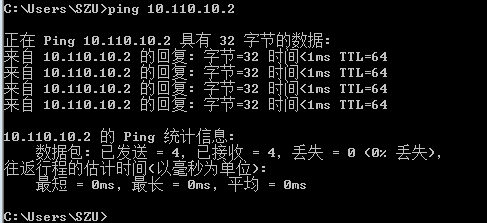 C:\Users\SZU>ping 10.110.10.2
正在 Ping 10.110.10.2 具有 32 字节的数据:
来自 10.110.10.2 的回复: 字节=32 时间<1ms TTL=64
来自 10.110.10.2 的回复: 字节=32 时间<1ms TTL=64
来自 10.110.10.2 的回复: 字节=32 时间<1ms TTL=64
来自 10.110.10.2 的回复: 字节=32 时间<1ms TTL=64
10.110.10.2 的 Ping 统计信息:
数据包: 已发送 = 4, 已接收 = 4, 丢失 = 0 (0% 丢失),
往返行程的估计时间(以毫秒为单位):
最短 = 0ms, 最长 = 0ms, 平均 = 0ms
C:\Users\SZU>